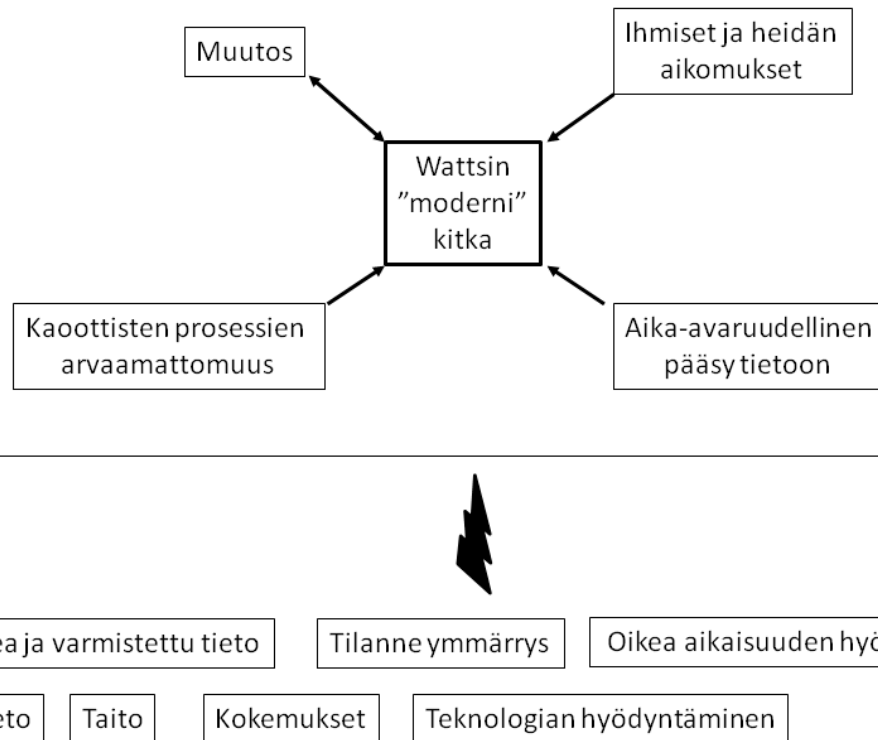 Muutos
Ihmiset ja heidän
aikomukset
Wattsin
”moderni”
kitka
Kaoottisten prosessien
arvaamattomuus
Aika-avaruudellinen
pääsy tietoon
ja varmistettu tieto
Tilanne ymmärrys
Oikea aikaisuuden
Taito
Kokemukset
Teknologian hyödyntäminen